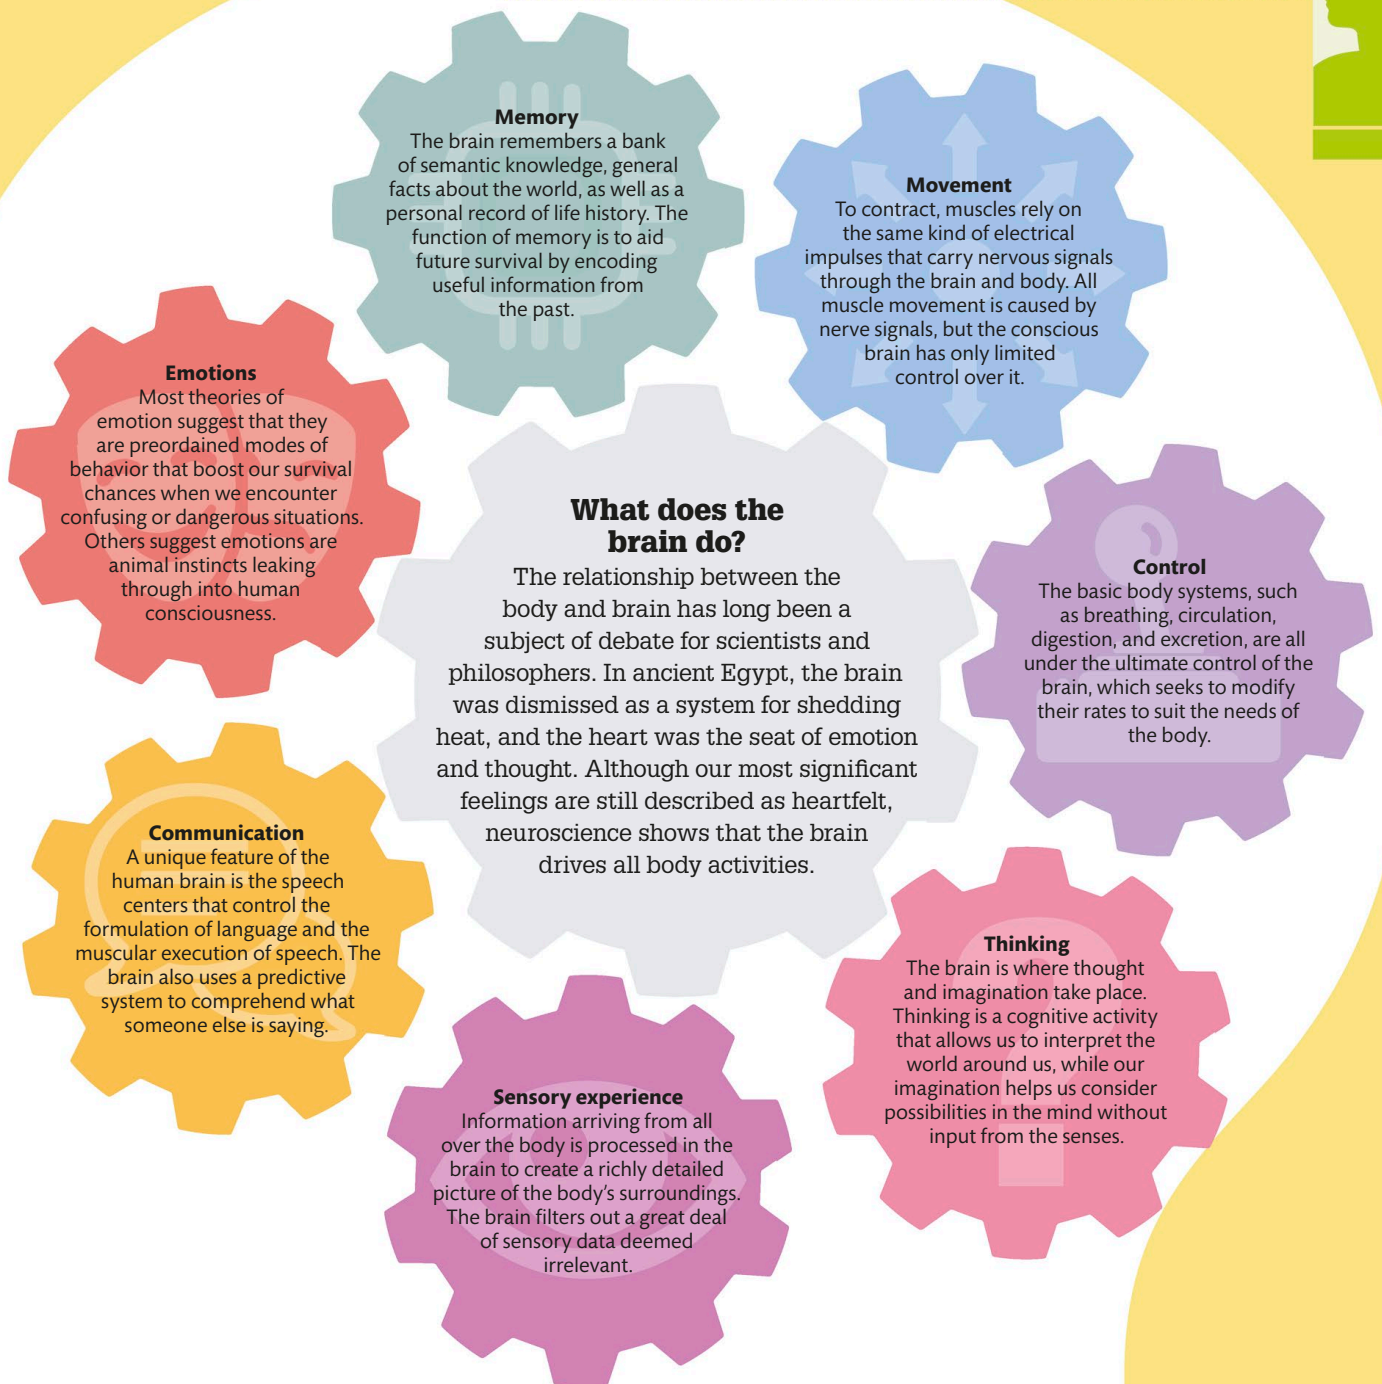 Memory
The brain remembers a bank
of semantic knowledge, general
facts about the world, as well as a
personal record of life history. The
function of memory is to aid
future survival by encoding
useful information from
the past.
Movement
To contract, muscles rely on
the same kind of electrical
impulses that carry nervous signals
through the brain and body. All
muscle movement is caused by
nerve signals, but the conscious
brain has only limited
control over it.
Emotions
Most theories of
emotion suggest that they
are preordained modes of
behavior that boost our survival
chances when we encounter
confusing or dangerous situations.
Others suggest emotions are
animal instincts leaking
through into human
consciousness.
What does the
brain do?
The relationship between the
body and brain has long been a
subject of debate for scientists and
philosophers. In ancient Egypt, the brain
was dismissed as a system for shedding
heat, and the heart was the seat of emotion
and thought. Although our most significant
feelings are still described as heartfelt,
neuroscience shows that the brain
drives all body activities.
Control
The basic body systems, such
as breathing, circulation,
digestion, and excretion, are all
under the ultimate control of the
brain, which seeks to modify
their rates to suit the needs of
the body.
Communication
A unique feature of the
human brain is the speech
centers that control the
formulation of language and the
muscular execution of speech. The
brain also uses a predictive
system to comprehend what
someone else is saying.
Thinking
The brain is where thought
and imagination take place.
Thinking is a cognitive activity
that allows us to interpret the
world around us, while our
imagination helps us consider
possibilities in the mind without
input from the senses.
Sensory experience
Information arriving from all
over the body is processed in the
brain to create a richly detailed
picture of the body's surroundings.
The brain filters out a great deal
of sensory data deemed
irrelevant.